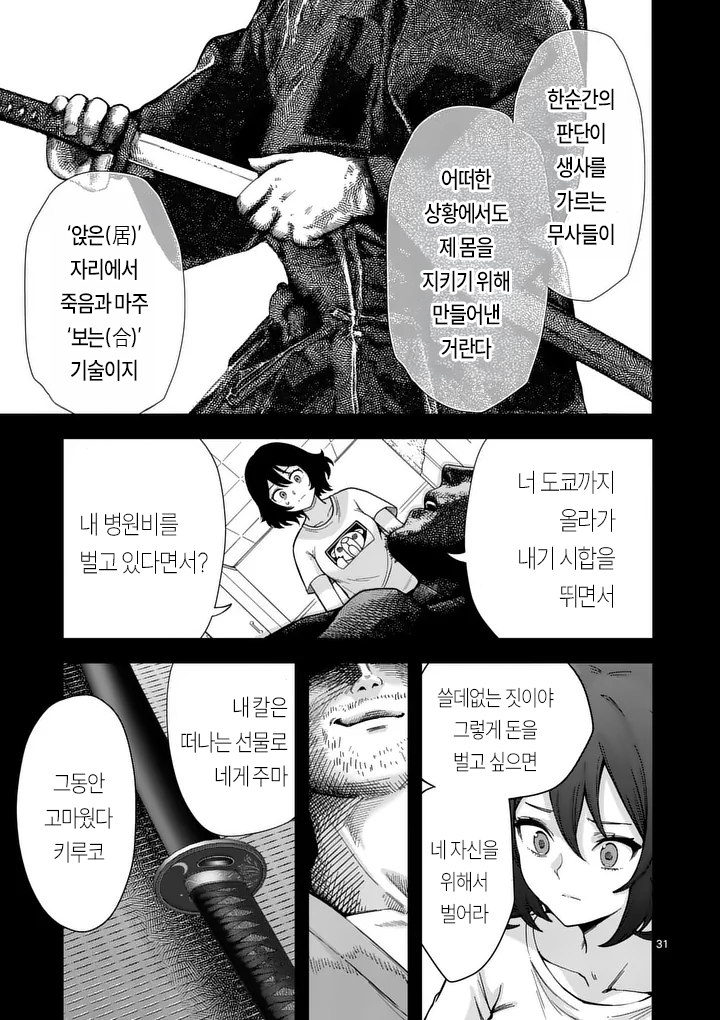 한순간의
판단이
생사를
가르는
무사들이
어떠한
상황에서도
제 몸을
지키기 위해
만들어낸
거란다
‘앉은(居)’
자리에서
죽음과 마주
‘보는(合)’
기술이지
너 도쿄까지
올라가
내기 시합을
뛰면서
내 병원비를
벌고 있다면서?
쓸데없는 짓이야
그렇게 돈을
벌고 싶으면
네 자신을
위해서
벌어라
내 칼은
떠나는 선물로
네게 주마
그동안
고마웠다
키루코
31